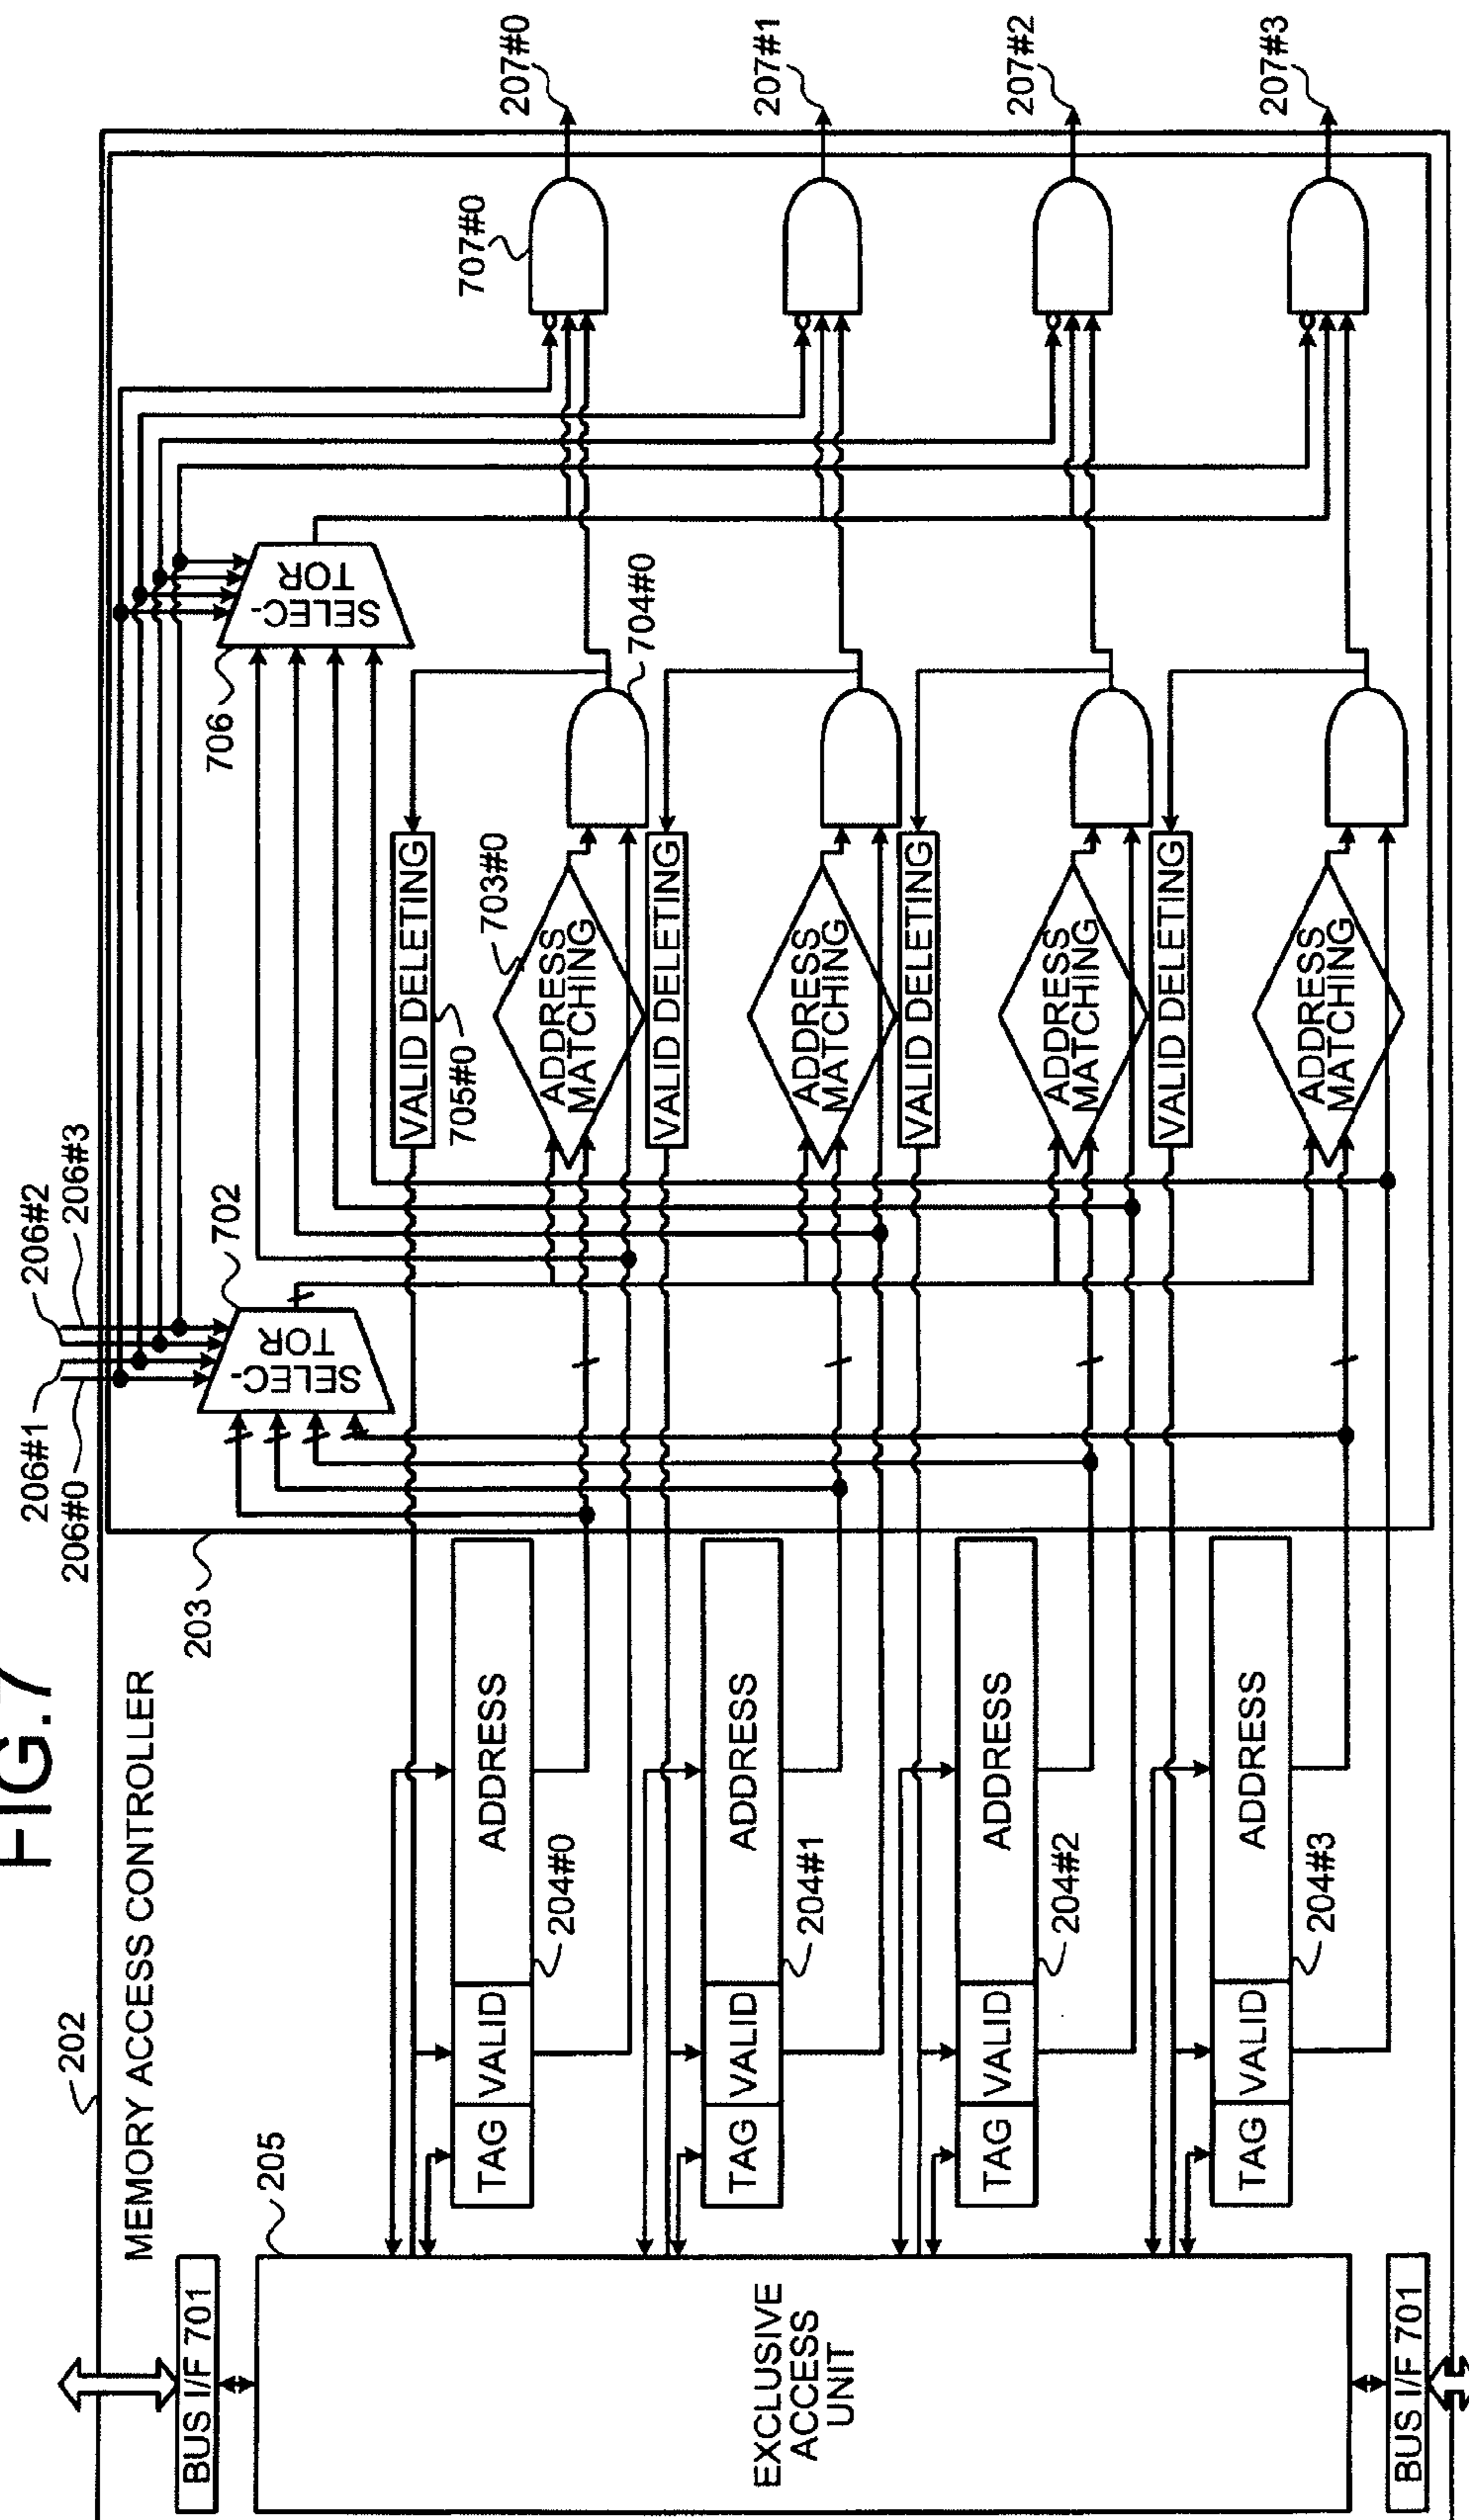 FIG.7
202
MEMORY ACCESS CONTROLLER
206#0
206#1
206#2
206#3
203
702
SELEC-
TOR
706
SELEC-
TOR
BUS I/F 701
205
EXCLUSIVE
ACCESS
UNIT
BUS I/F 701
TAG
VALID
ADDRESS
204#0
VALID DELETING
705#0
ADDRESS
MATCHING
703#0
704#0
707#0
207#0
TAG
VALID
ADDRESS
204#1
VALID DELETING
ADDRESS
MATCHING
207#1
TAG
VALID
ADDRESS
204#2
VALID DELETING
ADDRESS
MATCHING
207#2
TAG
VALID
ADDRESS
204#3
VALID DELETING
ADDRESS
MATCHING
207#3